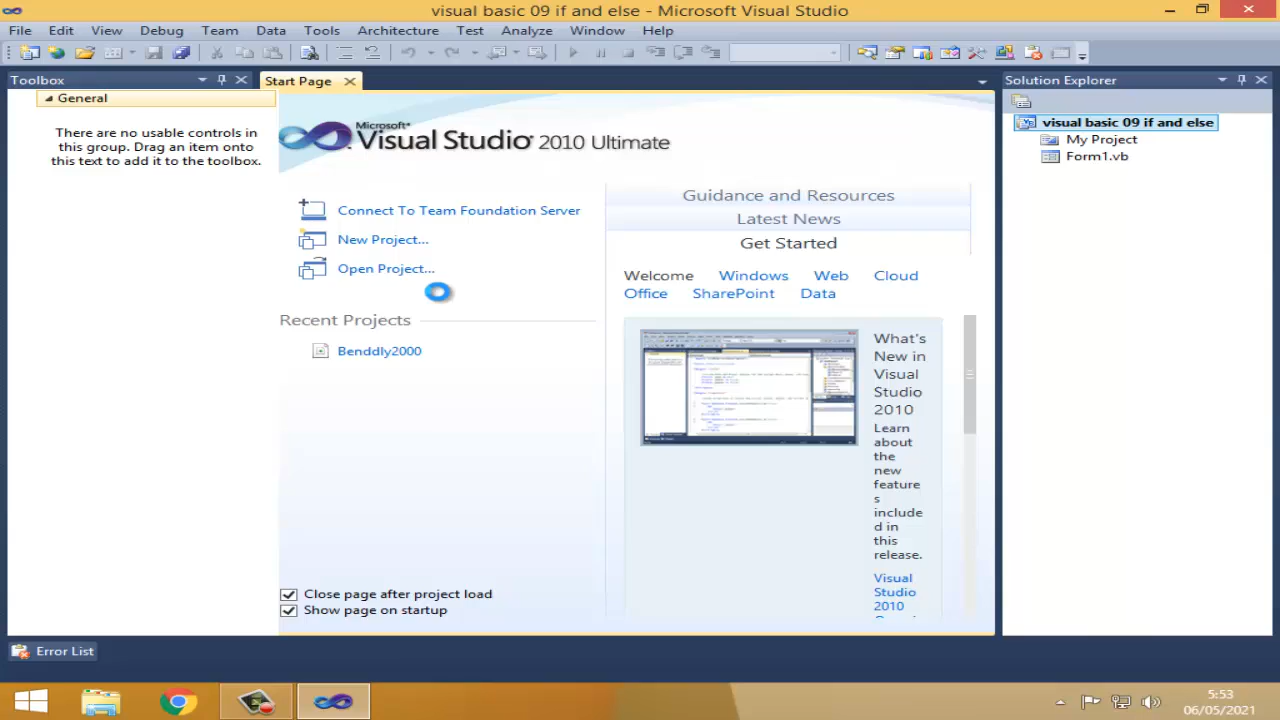 visual basic 09 if and else - Microsoft Visual Studio
File Edit View Debug Team Data Tools Architecture Test Analyze Window Help
Toolbox
General
There are no usable controls in
this group. Drag an item onto
this text to add it to the toolbox.
Start Page
Microsoft®
Visual Studio® 2010 Ultimate
Connect To Team Foundation Server
New Project...
Open Project...
Recent Projects
Benddly2000
Close page after project load
Show page on startup
Guidance and Resources
Latest News
Get Started
Welcome Windows Web Cloud
Office SharePoint Data
What's
New in
Visual
Studio
2010
Learn
about
the
new
feature
s
include
d in
this
release.
Visual
Studio
2010
Solution Explorer
visual basic 09 if and else
My Project
Form1.vb
Error List
5:53
06/05/2021